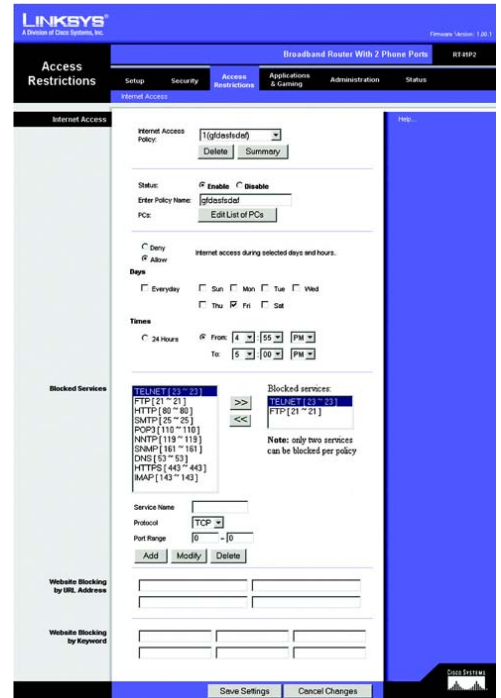 LINKSYS®
A Division of Cisco Systems, Inc.
Firmware Version: 1.00.1
Broadband Router With 2 Phone Ports
RT41P2
Access Restrictions
Setup Security Access Restrictions Applications & Gaming Administration Status
Internet Access
Internet Access
Help...
Internet Access Policy: 1(gfdasfsdaf)
Delete Summary
Status: Enable Disable
Enter Policy Name: gfdasfsdaf
PCs: Edit List of PCs
Deny
Allow
Internet access during selected days and hours.
Days
Everyday Sun Mon Tue Wed
Thu Fri Sat
Times
24 Hours From: 4 : 55 PM
To: 5 : 00 PM
Blocked Services
TELNET [ 23 ~ 23 ]
FTP [ 21 ~ 21 ]
HTTP [ 80 ~ 80 ]
SMTP [ 25 ~ 25 ]
POP3 [ 110 ~ 110 ]
NNTP [ 119 ~ 119 ]
SNMP [ 161 ~ 161 ]
DNS [ 53 ~ 53 ]
HTTPS [ 443 ~ 443 ]
IMAP [ 143 ~ 143 ]
>>
<<
Blocked services:
TELNET [ 23 ~ 23 ]
FTP [ 21 ~ 21 ]
Note: only two services
can be blocked per policy
Service Name
Protocol TCP
Port Range 0 ~ 0
Add Modify Delete
Website Blocking
by URL Address
Website Blocking
by Keyword
Save Settings Cancel Changes
CISCO SYSTEMS